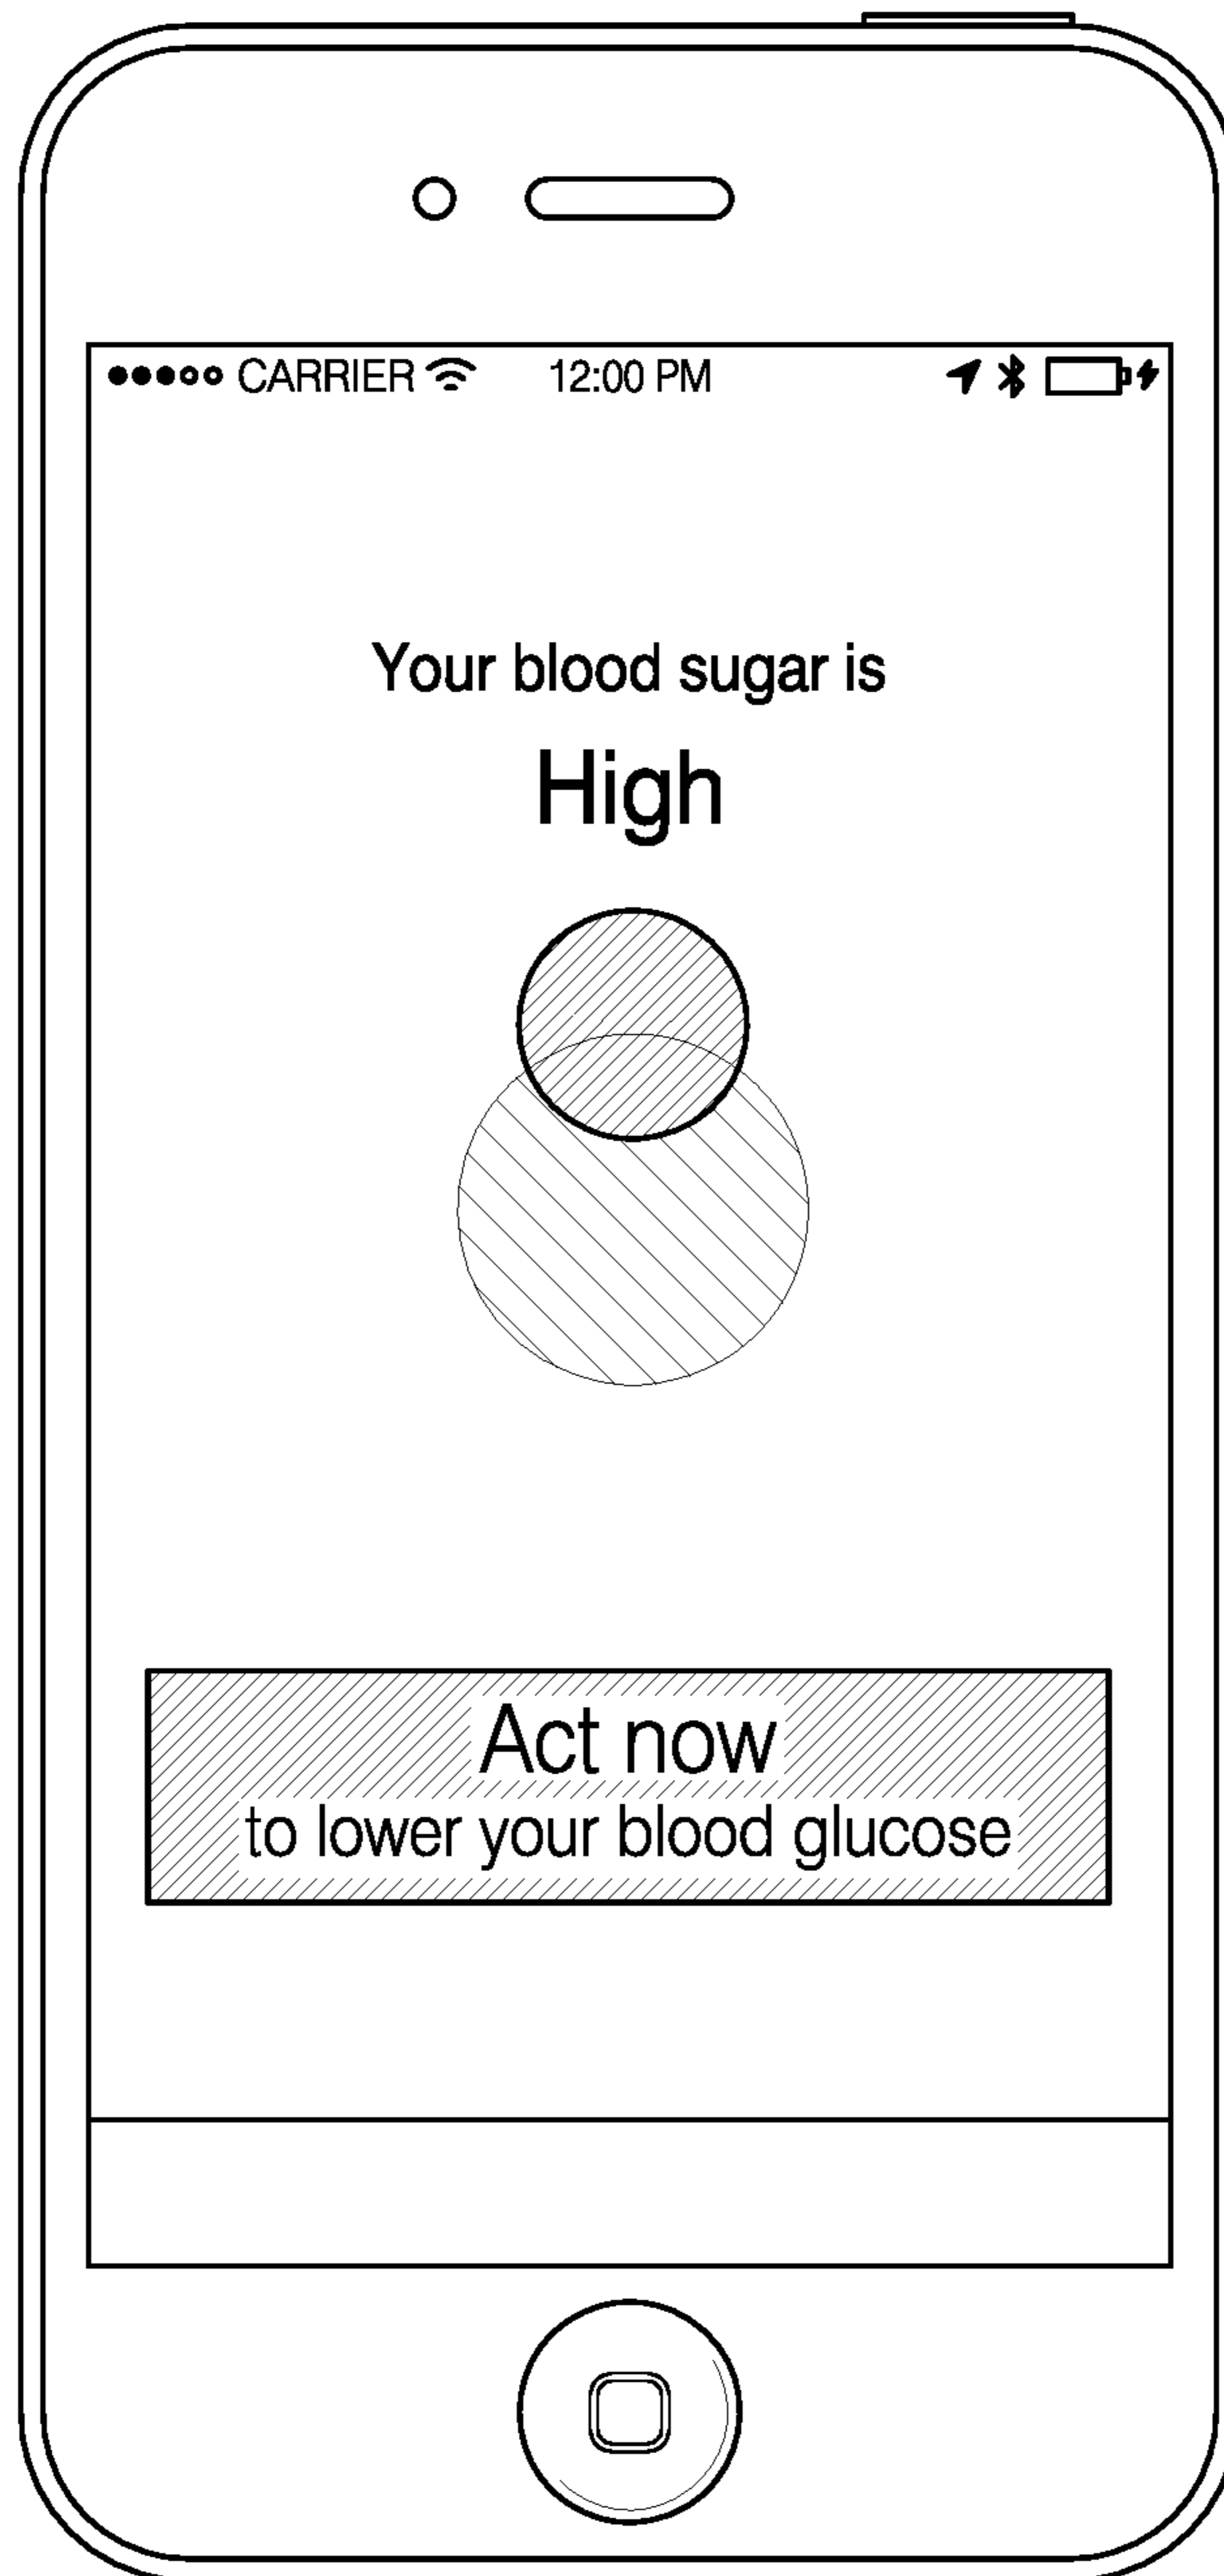 CARRIER 12:00 PM
Your blood sugar is
High
Act now
to lower your blood glucose